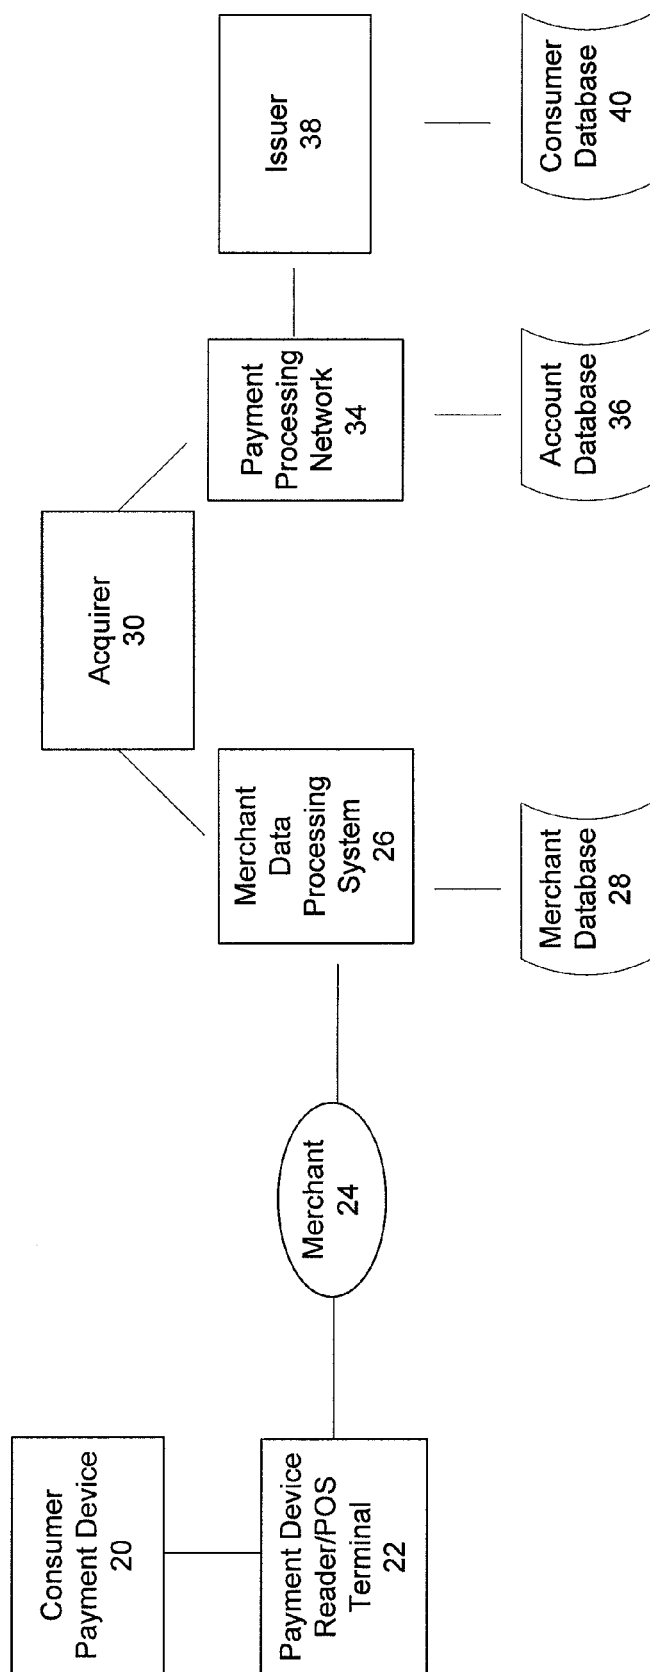 Consumer
Payment Device
20
Payment Device
Reader/POS
Terminal
22
Merchant
24
Merchant
Data
Processing
System
26
Merchant
Database
28
Acquirer
30
Payment
Processing
Network
34
Account
Database
36
Issuer
38
Consumer
Database
40